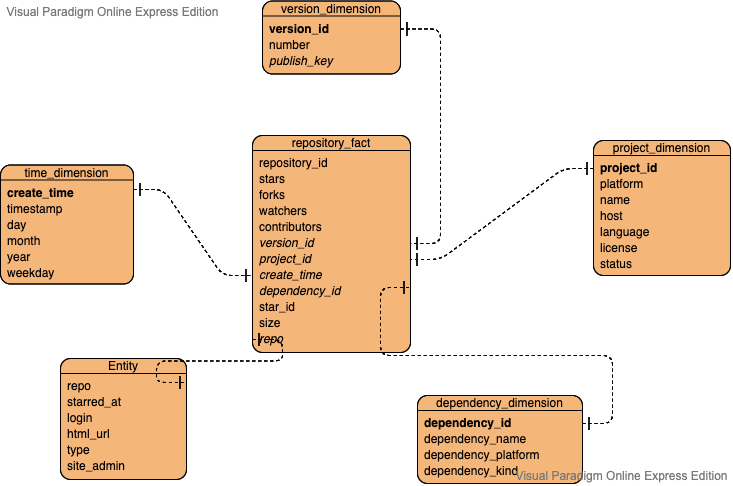 Visual Paradigm Online Express Edition
version_dimension
version_id
number
publish_key
repository_fact
repository_id
stars
forks
watchers
contributors
version_id
project_id
create_time
dependency_id
star_id
size
repo
project_dimension
project_id
platform
name
host
language
license
status
time_dimension
create_time
timestamp
day
month
year
weekday
Entity
repo
starred_at
login
html_url
type
site_admin
dependency_dimension
dependency_id
dependency_name
dependency_platform
dependency_kind
Visual Paradigm Online Express Edition